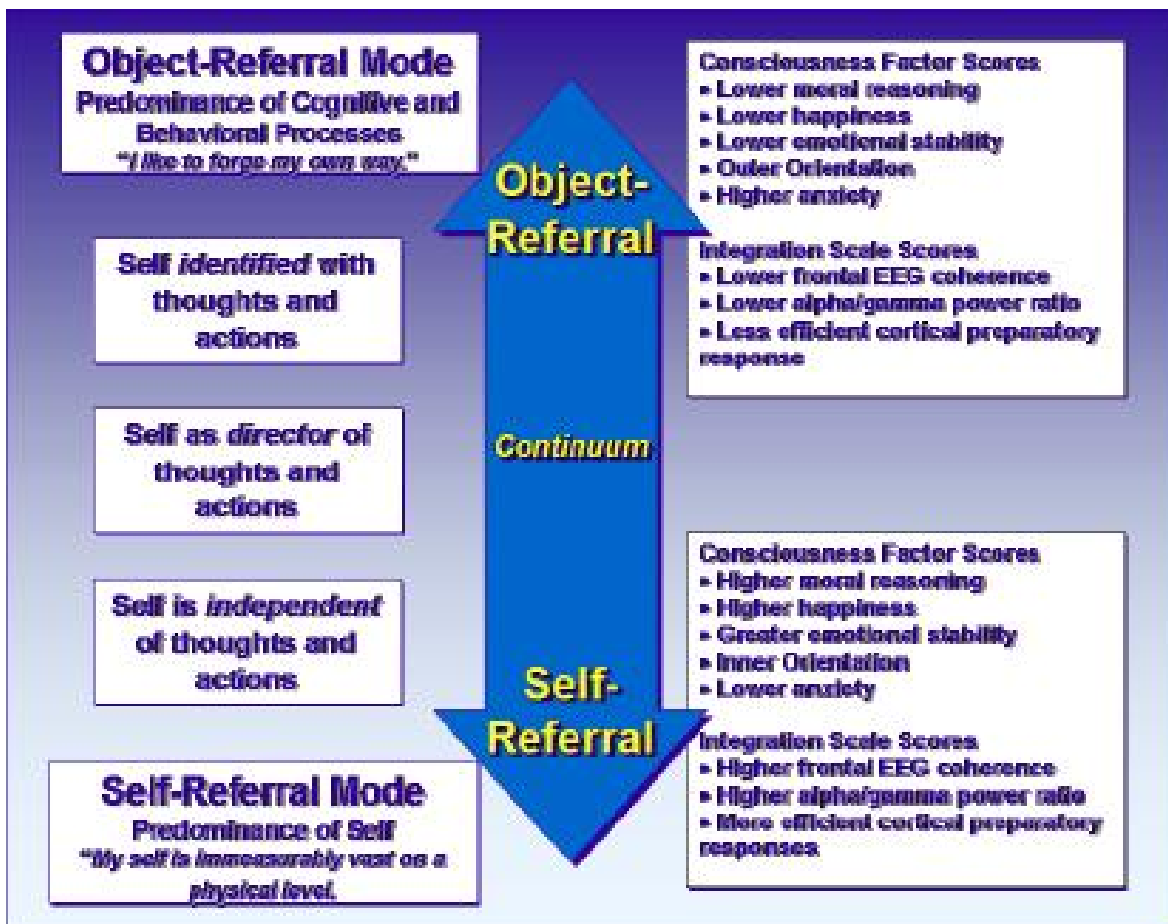 Object-Referral Mode
Predominance of Cognitive and
Behavioral Processes
"I like to forge my own way."
Self identified with
thoughts and
actions
Self as director of
thoughts and
actions
Self is independent
of thoughts and
actions
Self-Referral Mode
Predominance of Self
"My self is immeasurably vast on a
physical level.
Object-
Referral
Continuum
Self-
Referral
Consciousness Factor Scores
» Lower moral reasoning
» Lower happiness
» Lower emotional stability
» Outer Orientation
» Higher anxiety
Integration Scale Scores
» Lower frontal EEG coherence
» Lower alpha/gamma power ratio
» Less efficient cortical preparatory
response
Consciousness Factor Scores
» Higher moral reasoning
» Higher happiness
» Greater emotional stability
» Inner Orientation
» Lower anxiety
Integration Scale Scores
» Higher frontal EEG coherence
» Higher alpha/gamma power ratio
» More efficient cortical preparatory
responses